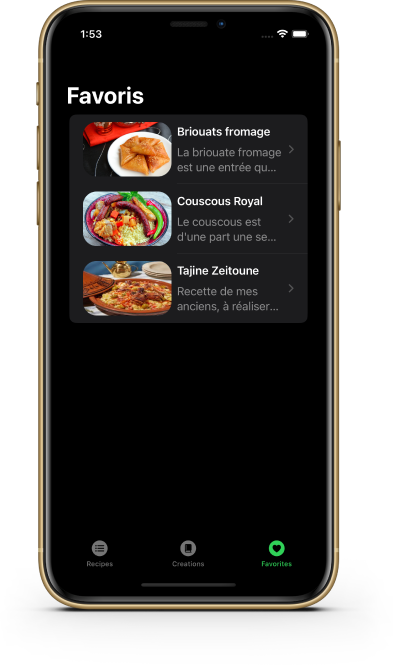 1:53
Favoris
Briouats fromage
La briouate fromage
est une entrée qu...
Couscous Royal
Le couscous est
d'une part une se...
Tajine Zeitoune
Recette de mes
anciens, à réaliser...
Recipes
Creations
Favorites